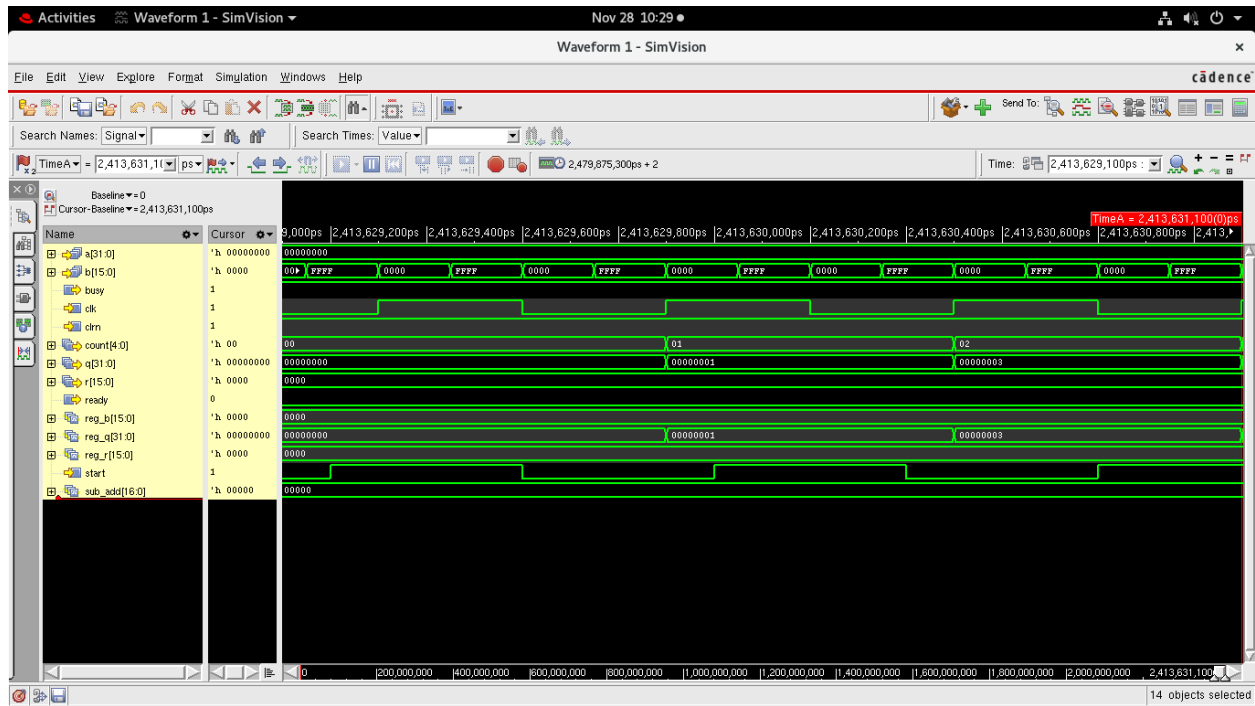 Activities Waveform 1 - SimVision Nov 28 10:29
Waveform 1 - SimVision ×
File Edit View Explore Format Simulation Windows Help cādence
Send To:
Search Names: Signal Search Times: Value
TimeA = 2,413,631,1( ps 2,479,875,300ps + 2 Time: 2,413,629,100ps :
Baseline = 0
Cursor-Baseline = 2,413,631,100ps
TimeA = 2,413,631,100(0)ps
Name Cursor 9,000ps 2,413,629,200ps 2,413,629,400ps 2,413,629,600ps 2,413,629,800ps 2,413,630,000ps 2,413,630,200ps 2,413,630,400ps 2,413,630,600ps 2,413,630,800ps 2,413,
a[31:0] 'h 00000000 00000000
b[15:0] 'h 0000 00 FFFF 0000 FFFF 0000 FFFF 0000 FFFF 0000 FFFF 0000 FFFF 0000 FFFF
busy 1
clk 1
clrn 1
count[4:0] 'h 00 00 01 02
q[31:0] 'h 00000000 00000000 00000001 00000003
r[15:0] 'h 0000 0000
ready 0
reg_b[15:0] 'h 0000 0000
reg_q[31:0] 'h 00000000 00000000 00000001 00000003
reg_r[15:0] 'h 0000 0000
start 1
sub_add[16:0] 'h 00000 00000
0 200,000,000 400,000,000 600,000,000 800,000,000 1,000,000,000 1,200,000,000 1,400,000,000 1,600,000,000 1,800,000,000 2,000,000,000 2,413,631,100
14 objects selected